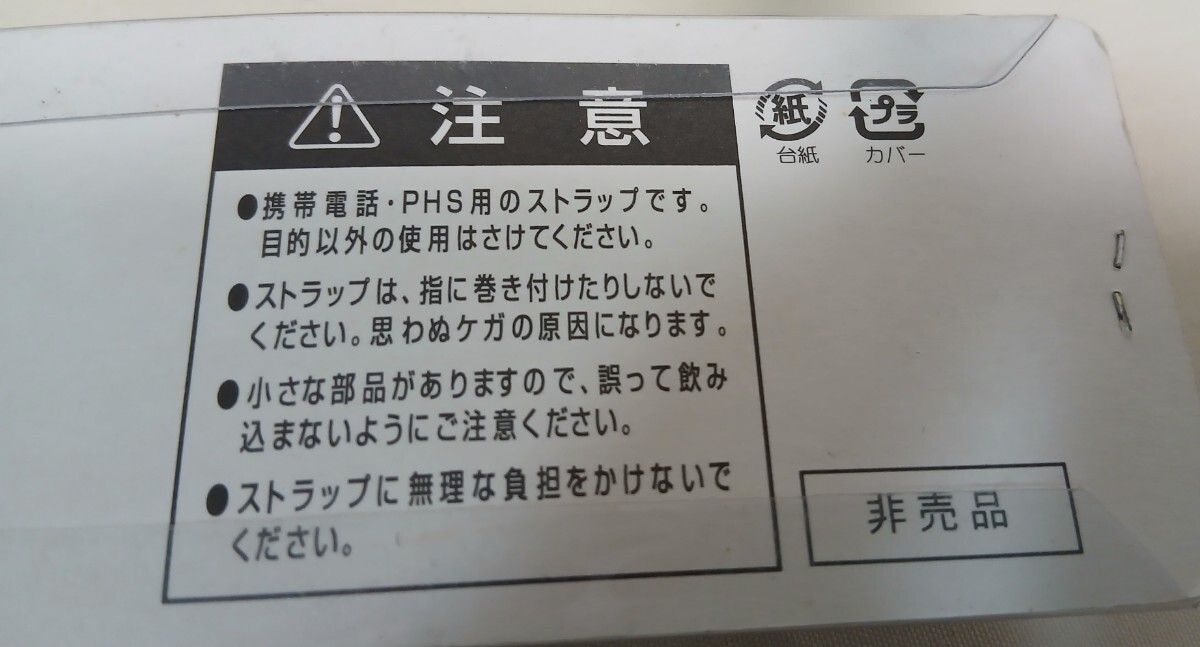 注意
●携帯電話・PHS用のストラップです。
目的以外の使用はさけてください。
●ストラップは、指に巻き付けたりしないで
ください。思わぬケガの原因になります。
●小さな部品がありますので、誤って飲み
込まないようにご注意ください。
●ストラップに無理な負担をかけないで
ください。
紙
台紙
プラ
カバー
非売品